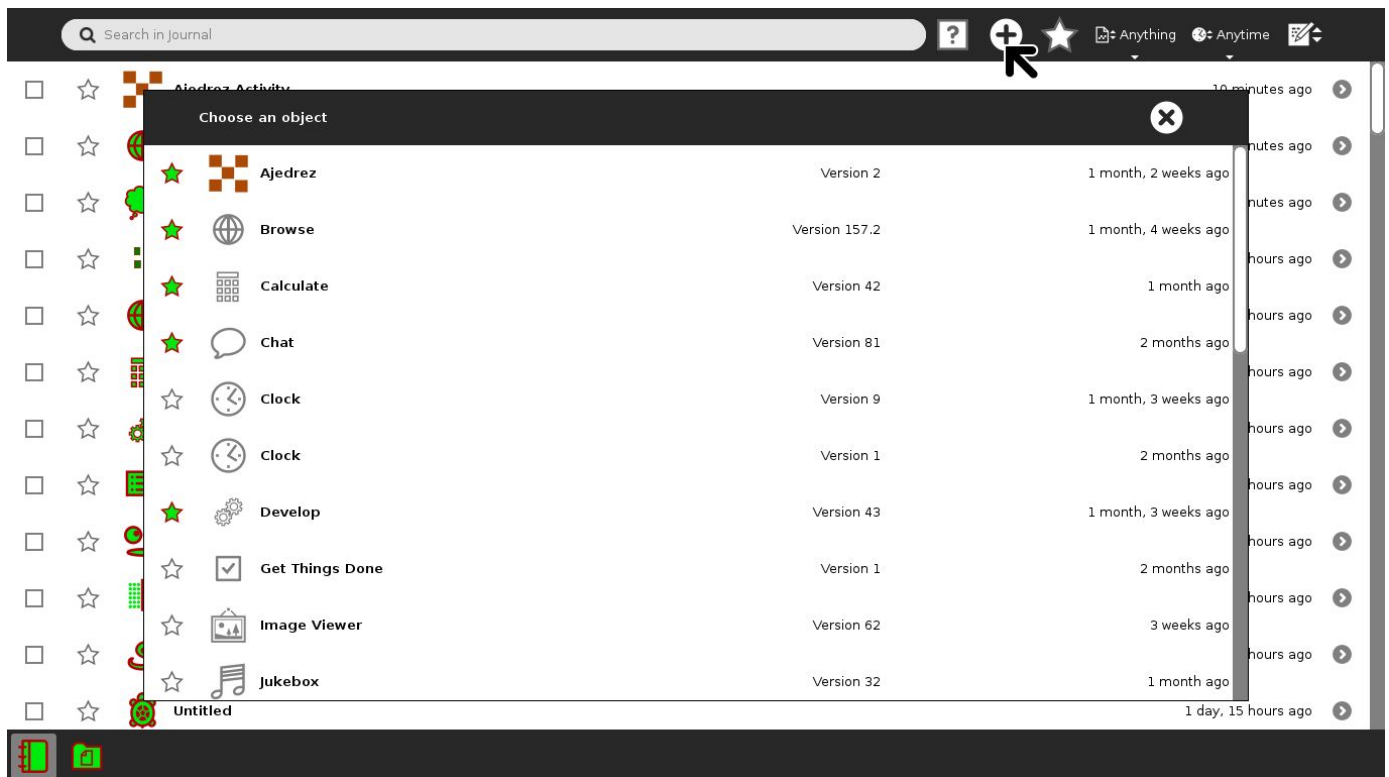 Search in Journal ? Anything Anytime
Ajedrez Activity 10 minutes ago
Choose an object
Ajedrez Version 2 1 month, 2 weeks ago
Browse Version 157.2 1 month, 4 weeks ago
Calculate Version 42 1 month ago
Chat Version 81 2 months ago
Clock Version 9 1 month, 3 weeks ago
Clock Version 1 2 months ago
Develop Version 43 1 month, 3 weeks ago
Get Things Done Version 1 2 months ago
Image Viewer Version 62 3 weeks ago
Jukebox Version 32 1 month ago
hours ago
hours ago
hours ago
hours ago
hours ago
hours ago
hours ago
hours ago
Untitled 1 day, 15 hours ago